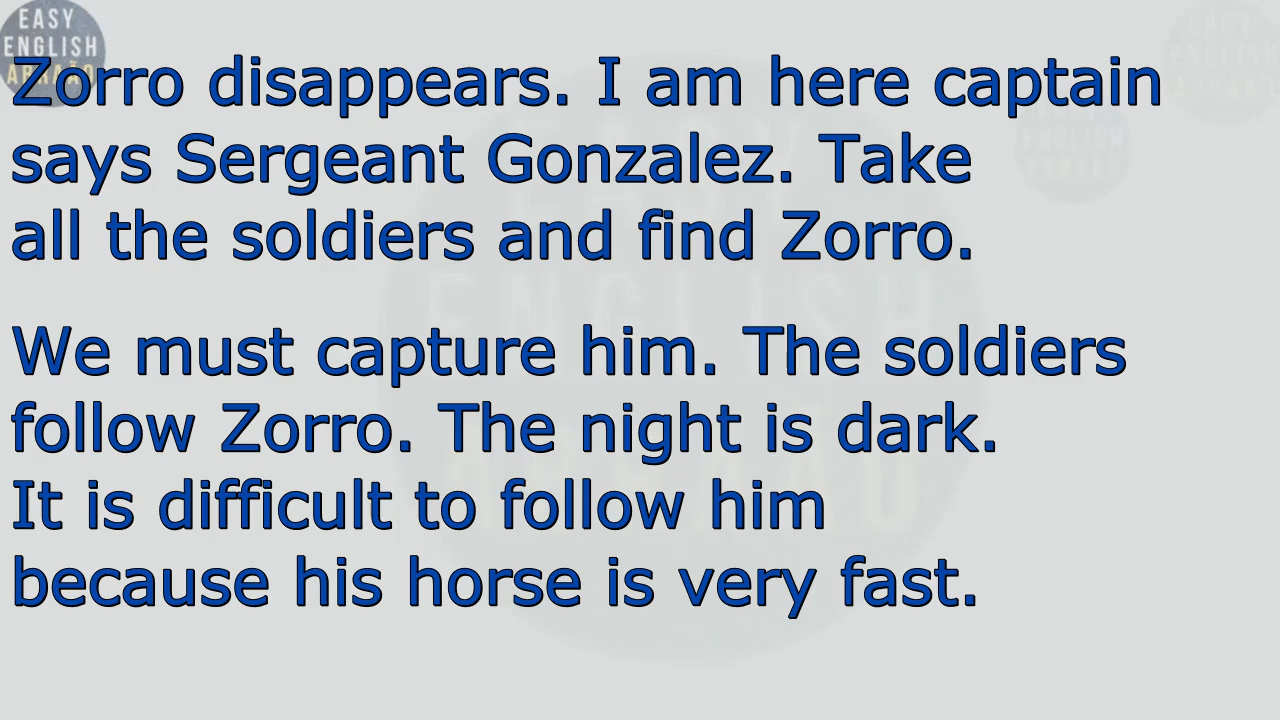 EASY
ENGLISH
ABRAÃO
Zorro disappears. I am here captain
says Sergeant Gonzalez. Take
all the soldiers and find Zorro.
We must capture him. The soldiers
follow Zorro. The night is dark.
It is difficult to follow him
because his horse is very fast.